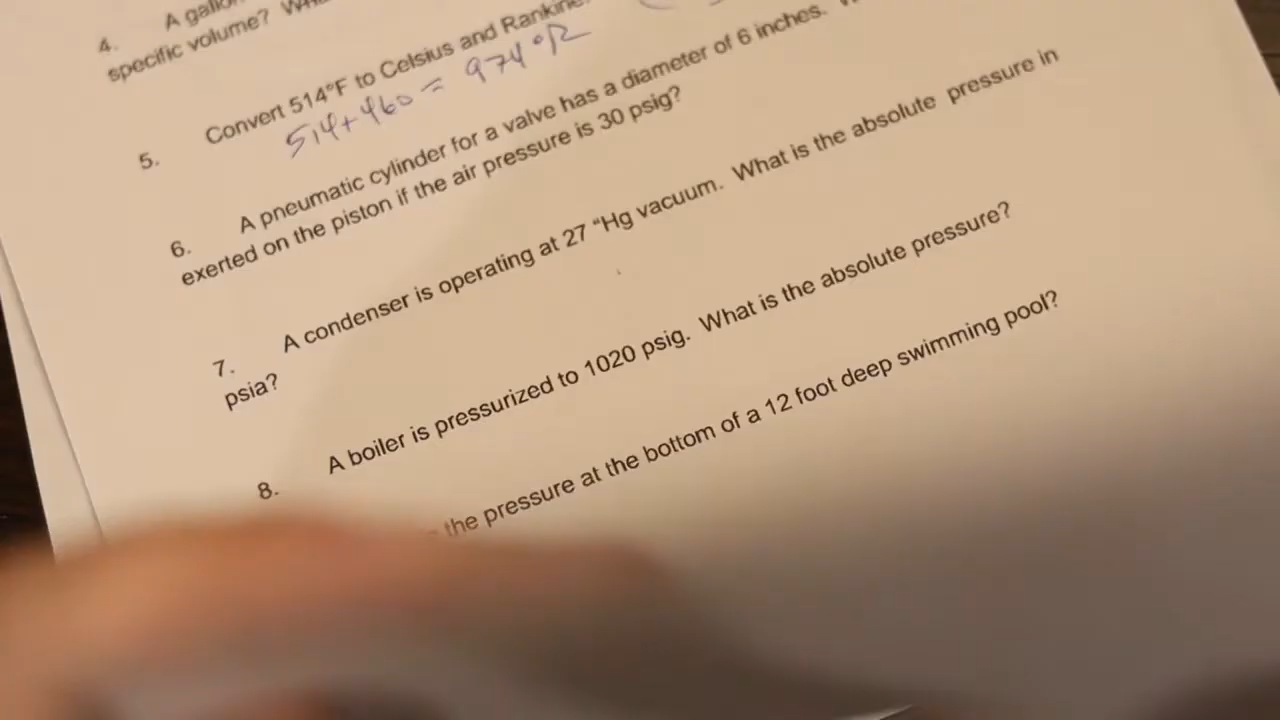 4. A gallon
specific volume?
5. Convert 514°F to Celsius and Rankine.
514+460 = 974°R
6. A pneumatic cylinder for a valve has a diameter of 6 inches.
exerted on the piston if the air pressure is 30 psig?
7. A condenser is operating at 27 “Hg vacuum. What is the absolute pressure in
psia?
8. A boiler is pressurized to 1020 psig. What is the absolute pressure?
the pressure at the bottom of a 12 foot deep swimming pool?